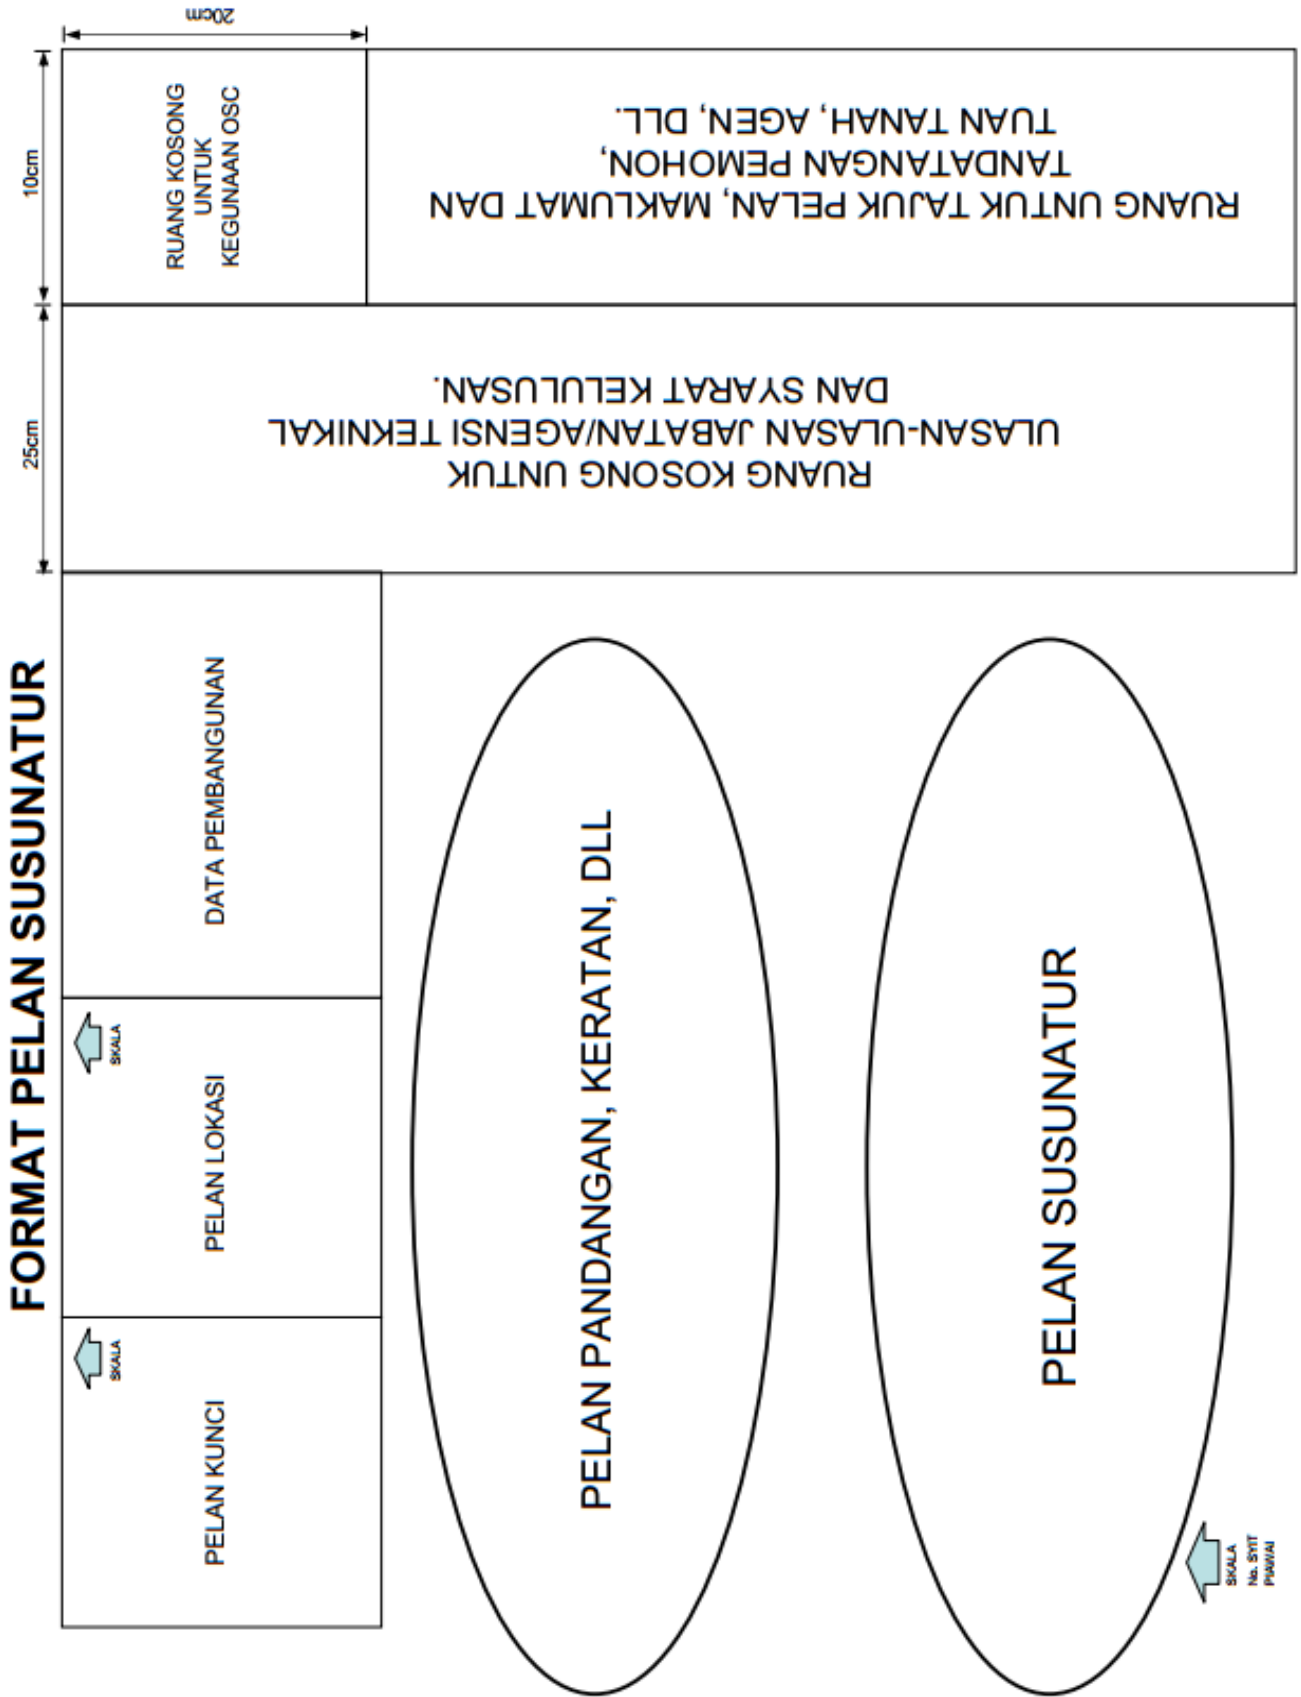 FORMAT PELAN SUSUNATUR
PELAN KUNCI
SKALA
PELAN LOKASI
SKALA
DATA PEMBANGUNAN
25cm
10cm
20cm
RUANG KOSONG
UNTUK
KEGUNAAN OSC
PELAN PANDANGAN, KERATAN, DLL
PELAN SUSUNATUR
SKALA
No. SYIT
PIAWAI
RUANG KOSONG UNTUK
ULASAN-ULASAN JABATAN/AGENSI TEKNIKAL
DAN SYARAT KELULUSAN.
RUANG UNTUK TAJUK PELAN, MAKLUMAT DAN
TANDATANGAN PEMOHON,
TUAN TANAH, AGEN, DLL.